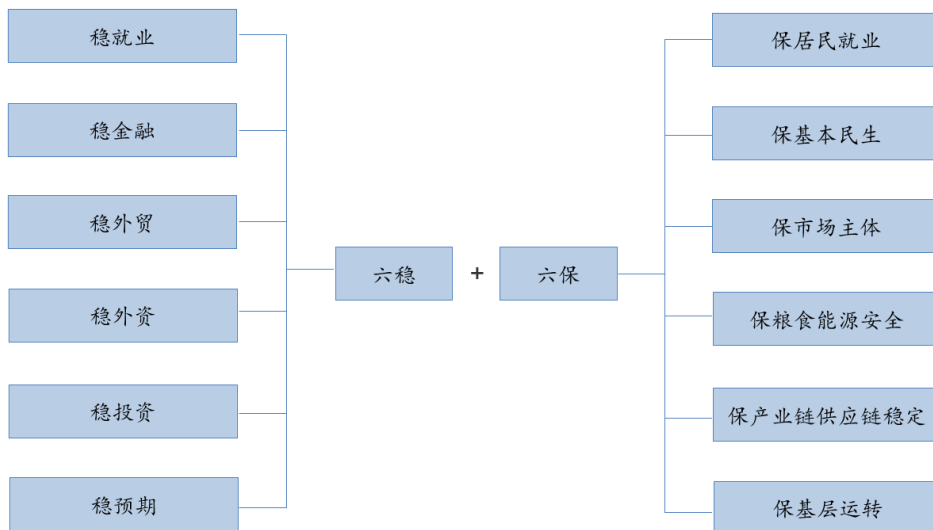 稳就业
稳金融
稳外贸
稳外资
稳投资
稳预期
六稳
+
六保
保居民就业
保基本民生
保市场主体
保粮食能源安全
保产业链供应链稳定
保基层运转